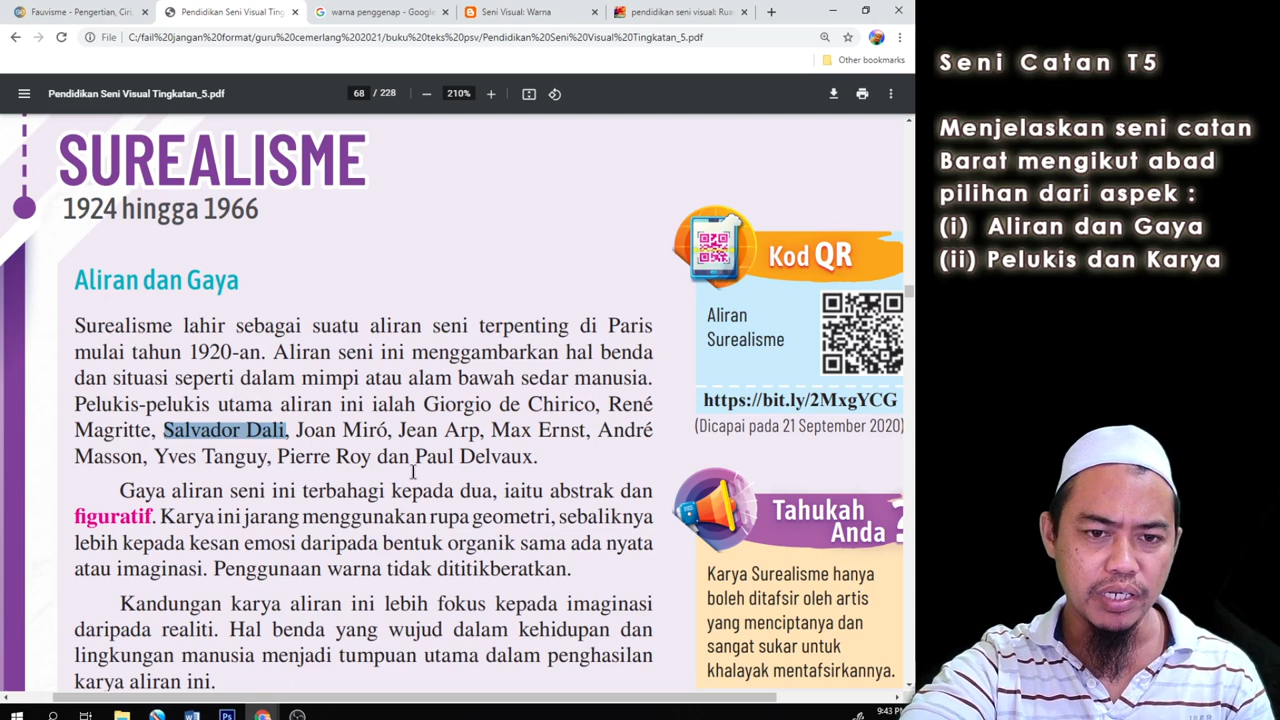 Fauvisme - Pengertian, Ciri,
Pendidikan Seni Visual Ting
warna penggenap - Google
Seni Visual: Warna
pendidikan seni visual: Rua
File
C:/fail%20jangan%20format/guru%20cemerlang%202021/buku%20teks%20psv/Pendidikan%20Seni%20Visual%20Tingkatan_5.pdf
Other bookmarks
Pendidikan Seni Visual Tingkatan_5.pdf
68 / 228
210%
SUREALISME
1924 hingga 1966
Aliran dan Gaya
Surealisme lahir sebagai suatu aliran seni terpenting di Paris
mulai tahun 1920-an. Aliran seni ini menggambarkan hal benda
dan situasi seperti dalam mimpi atau alam bawah sedar manusia.
Pelukis-pelukis utama aliran ini ialah Giorgio de Chirico, René
Magritte, Salvador Dali, Joan Miró, Jean Arp, Max Ernst, André
Masson, Yves Tanguy, Pierre Roy dan Paul Delvaux.
Gaya aliran seni ini terbahagi kepada dua, iaitu abstrak dan
figuratif. Karya ini jarang menggunakan rupa geometri, sebaliknya
lebih kepada kesan emosi daripada bentuk organik sama ada nyata
atau imaginasi. Penggunaan warna tidak dititikberatkan.
Kandungan karya aliran ini lebih fokus kepada imaginasi
daripada realiti. Hal benda yang wujud dalam kehidupan dan
lingkungan manusia menjadi tumpuan utama dalam penghasilan
karya aliran ini.
Kod QR
Aliran
Surealisme
https://bit.ly/2MxgYCG
(Dicapai pada 21 September 2020)
Tahukah
Anda ?
Karya Surealisme hanya
boleh ditafsir oleh artis
yang menciptanya dan
sangat sukar untuk
khalayak mentafsirkannya.
Seni Catan T5
Menjelaskan seni catan
Barat mengikut abad
pilihan dari aspek :
(i) Aliran dan Gaya
(ii) Pelukis dan Karya
9:43 PM